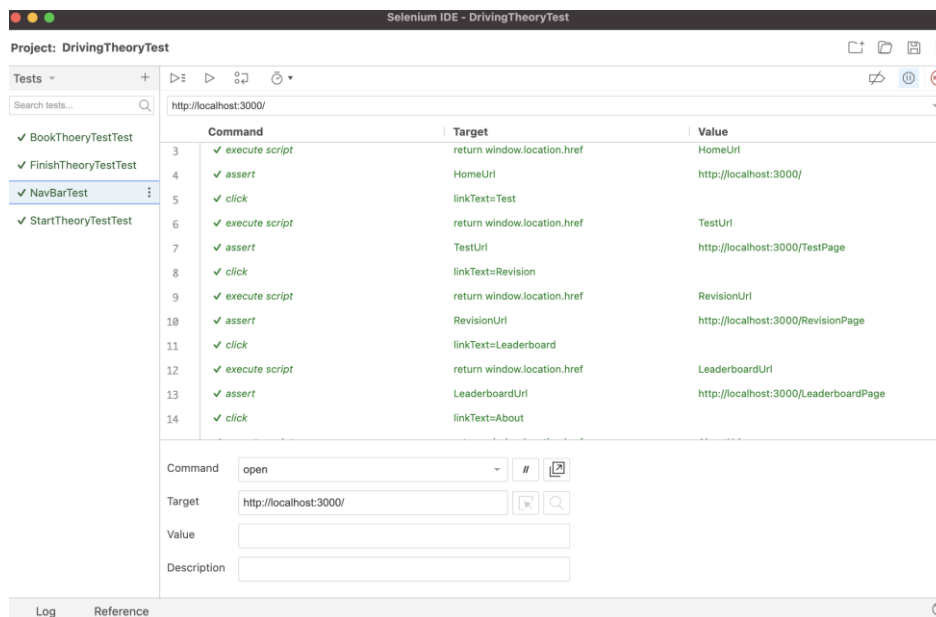 Selenium IDE - DrivingTheoryTest
Project: DrivingTheoryTest
Tests
Search tests...
✓ BookThoeryTestTest
✓ FinishTheoryTestTest
✓ NavBarTest
✓ StartTheoryTestTest
http://localhost:3000/
Command Target Value
3 ✓ execute script return window.location.href HomeUrl
4 ✓ assert HomeUrl http://localhost:3000/
5 ✓ click linkText=Test
6 ✓ execute script return window.location.href TestUrl
7 ✓ assert TestUrl http://localhost:3000/TestPage
8 ✓ click linkText=Revision
9 ✓ execute script return window.location.href RevisionUrl
10 ✓ assert RevisionUrl http://localhost:3000/RevisionPage
11 ✓ click linkText=Leaderboard
12 ✓ execute script return window.location.href LeaderboardUrl
13 ✓ assert LeaderboardUrl http://localhost:3000/LeaderboardPage
14 ✓ click linkText=About
Command open //
Target http://localhost:3000/
Value
Description
Log Reference